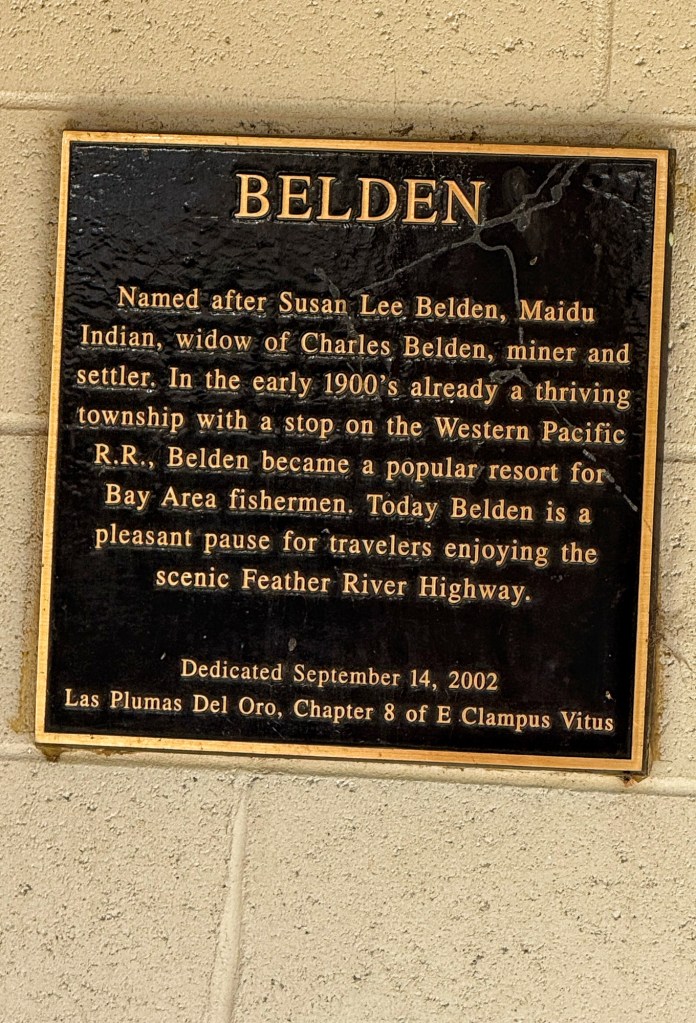 BELDEN
Named after Susan Lee Belden, Maidu
Indian, widow of Charles Belden, miner and
settler. In the early 1900's already a thriving
township with a stop on the Western Pacific
R.R., Belden became a popular resort for
Bay Area fishermen. Today Belden is a
pleasant pause for travelers enjoying the
scenic Feather River Highway.
Dedicated September 14, 2002
Las Plumas Del Oro, Chapter 8 of E Clampus Vitus